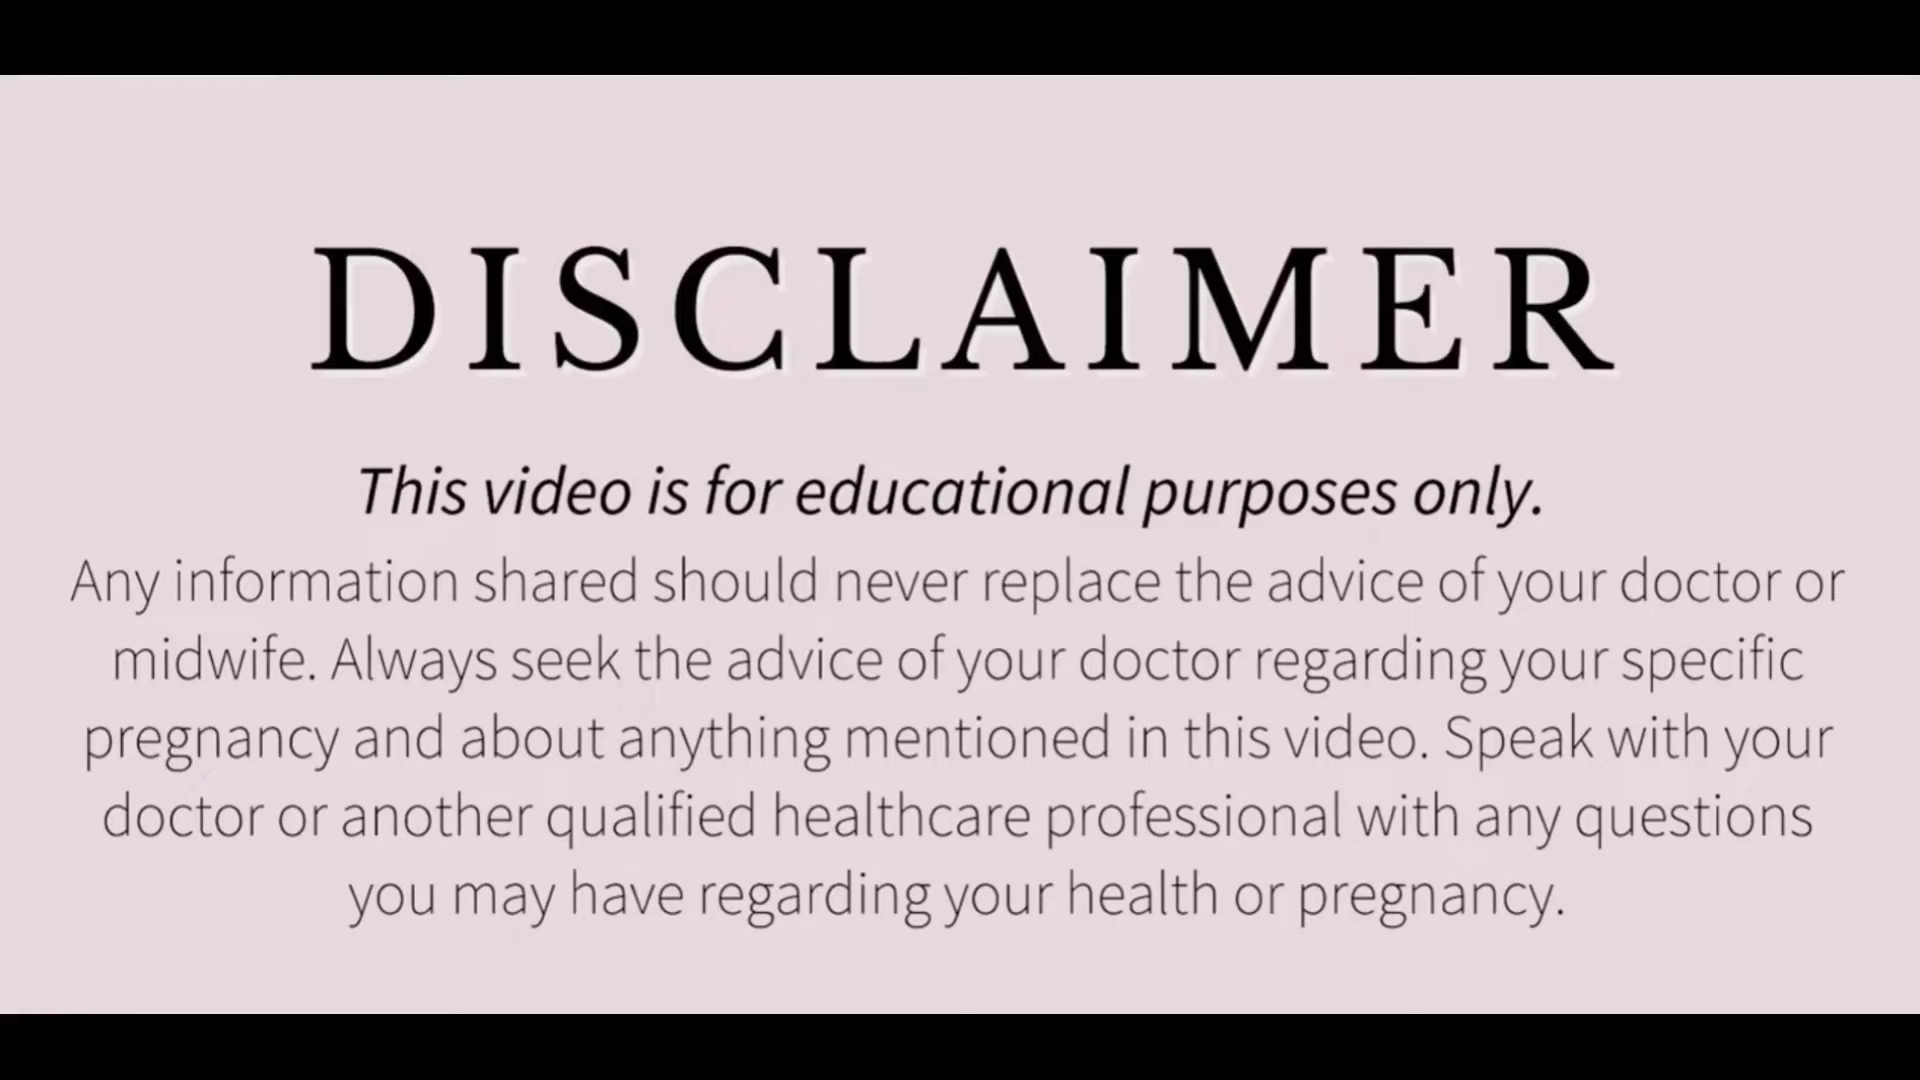 DISCLAIMER
This video is for educational purposes only.
Any information shared should never replace the advice of your doctor or
midwife. Always seek the advice of your doctor regarding your specific
pregnancy and about anything mentioned in this video. Speak with your
doctor or another qualified healthcare professional with any questions
you may have regarding your health or pregnancy.